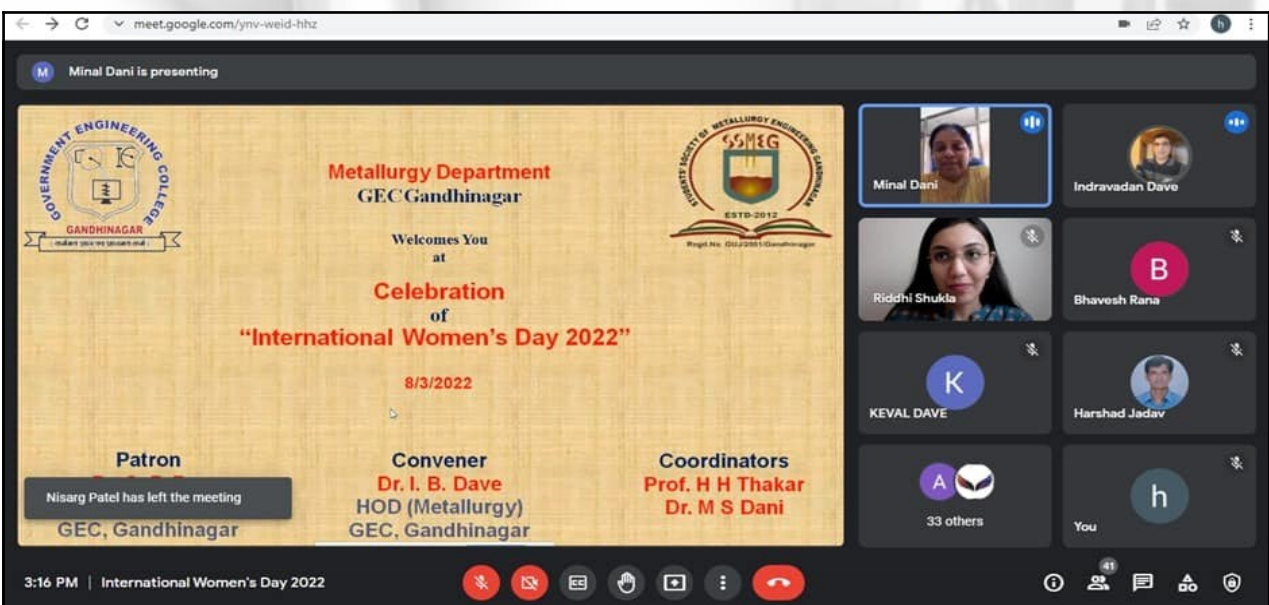 meet.google.com/ynv-weid-hhz
h
M Minal Dani is presenting
GOVERNMENT ENGINEERING COLLEGE
GANDHINAGAR
Metallurgy Department
GEC Gandhinagar
Welcomes You
at
Celebration
of
“International Women's Day 2022”
8/3/2022
STUDENTS' SOCIETY OF METALLURGY ENGINEERING GANDHINAGAR
SSMEG
ESTD-2012
Patron
GEC, Gandhinagar
Nisarg Patel has left the meeting
Convener
Dr. I. B. Dave
HOD (Metallurgy)
GEC, Gandhinagar
Coordinators
Prof. H H Thakar
Dr. M S Dani
Minal Dani
Indravadan Dave
Riddhi Shukla
B
Bhavesh Rana
K
KEVAL DAVE
Harshad Jadav
A
33 others
h
You
3:16 PM | International Women's Day 2022
CC
41